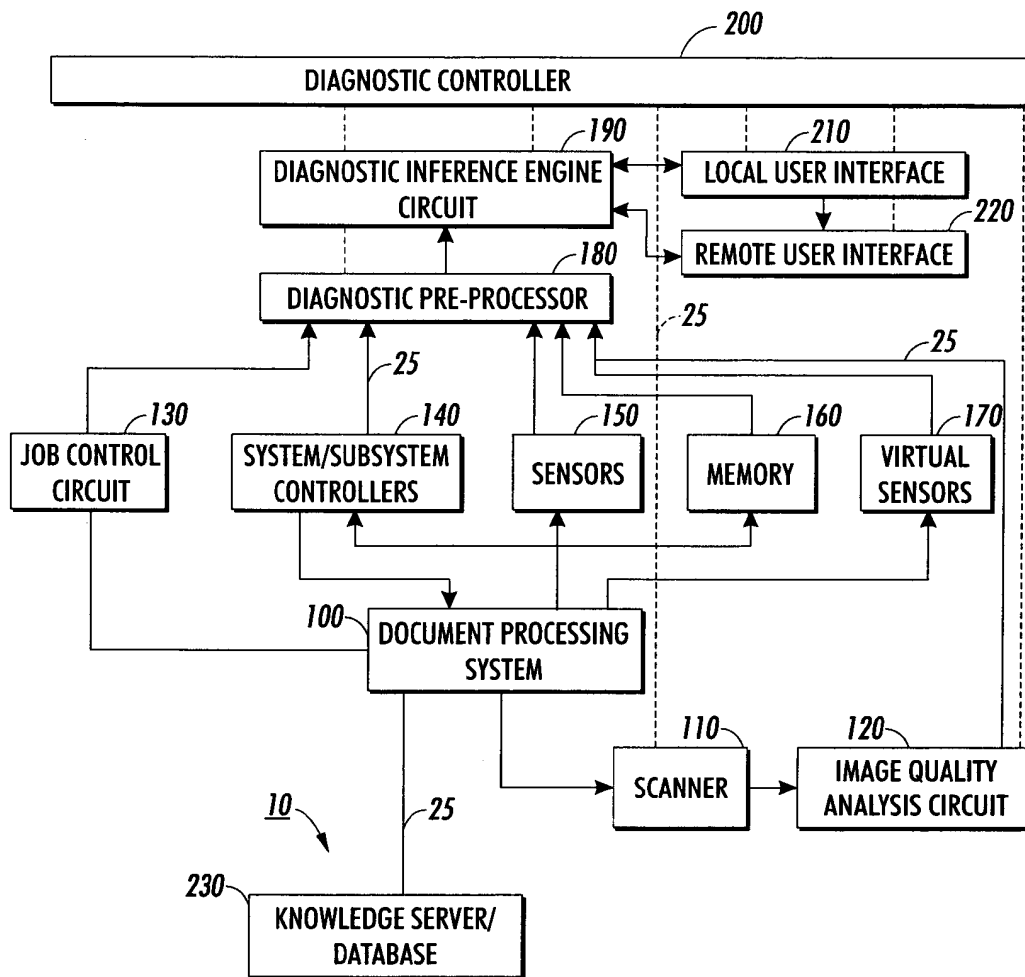 200
DIAGNOSTIC CONTROLLER
190
DIAGNOSTIC INFERENCE ENGINE
CIRCUIT
210
LOCAL USER INTERFACE
220
REMOTE USER INTERFACE
180
DIAGNOSTIC PRE-PROCESSOR
25
25
25
130
JOB CONTROL
CIRCUIT
140
SYSTEM/SUBSYSTEM
CONTROLLERS
150
SENSORS
160
MEMORY
170
VIRTUAL
SENSORS
100
DOCUMENT PROCESSING
SYSTEM
110
SCANNER
120
IMAGE QUALITY
ANALYSIS CIRCUIT
10
25
230
KNOWLEDGE SERVER/
DATABASE